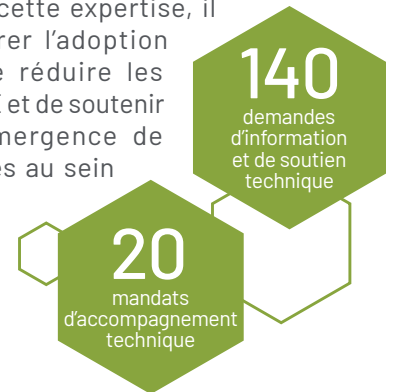 cette expertise, il
rer l’adoption
réduire les
et de soutenir
mergence de
es au sein
140
demandes
d’information
et de soutien
technique
20
mandats
d’accompagnement
technique